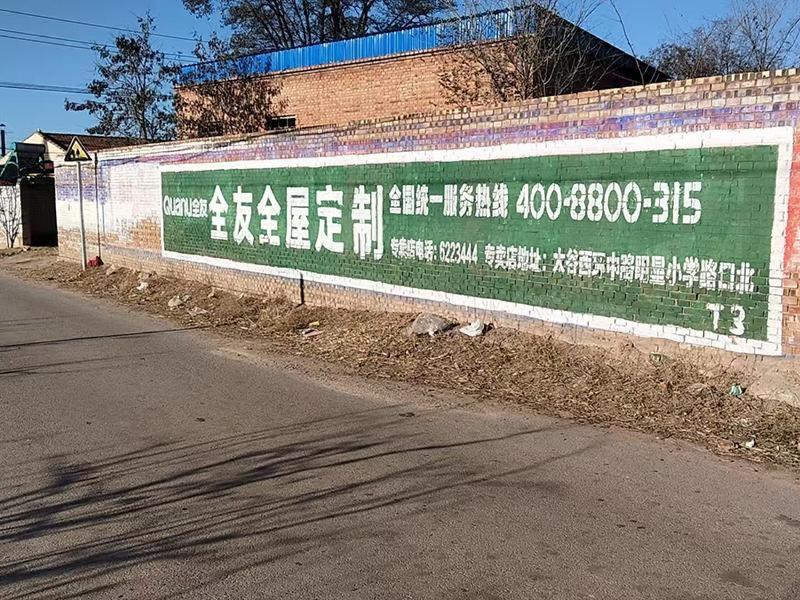 Quanu全友 全友全屋定制
全国统一服务热线 400-8800-315
专卖店电话：6223444 专卖店地址：太谷西环中路明星小学路口北
T3